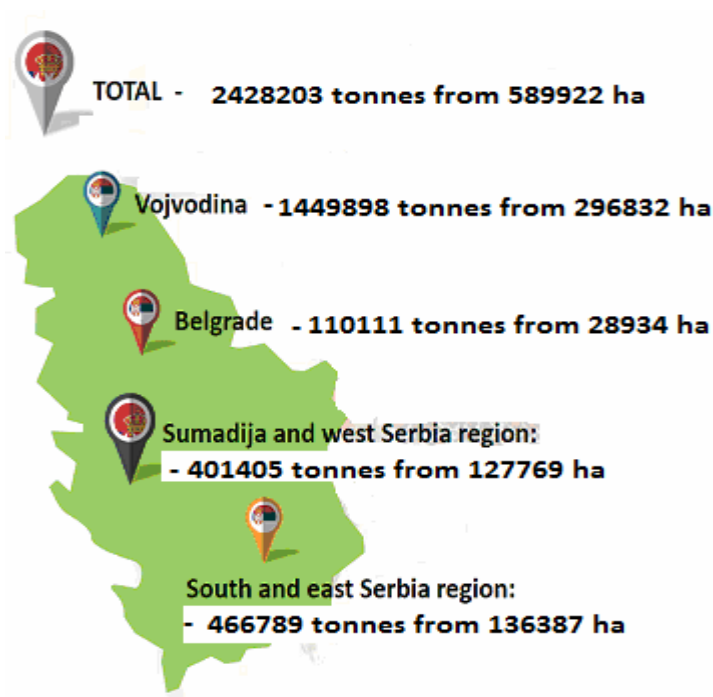 TOTAL - 2428203 tonnes from 589922 ha
Vojvodina - 1449898 tonnes from 296832 ha
Belgrade - 110111 tonnes from 28934 ha
Sumadija and west Serbia region:
- 401405 tonnes from 127769 ha
South and east Serbia region:
- 466789 tonnes from 136387 ha